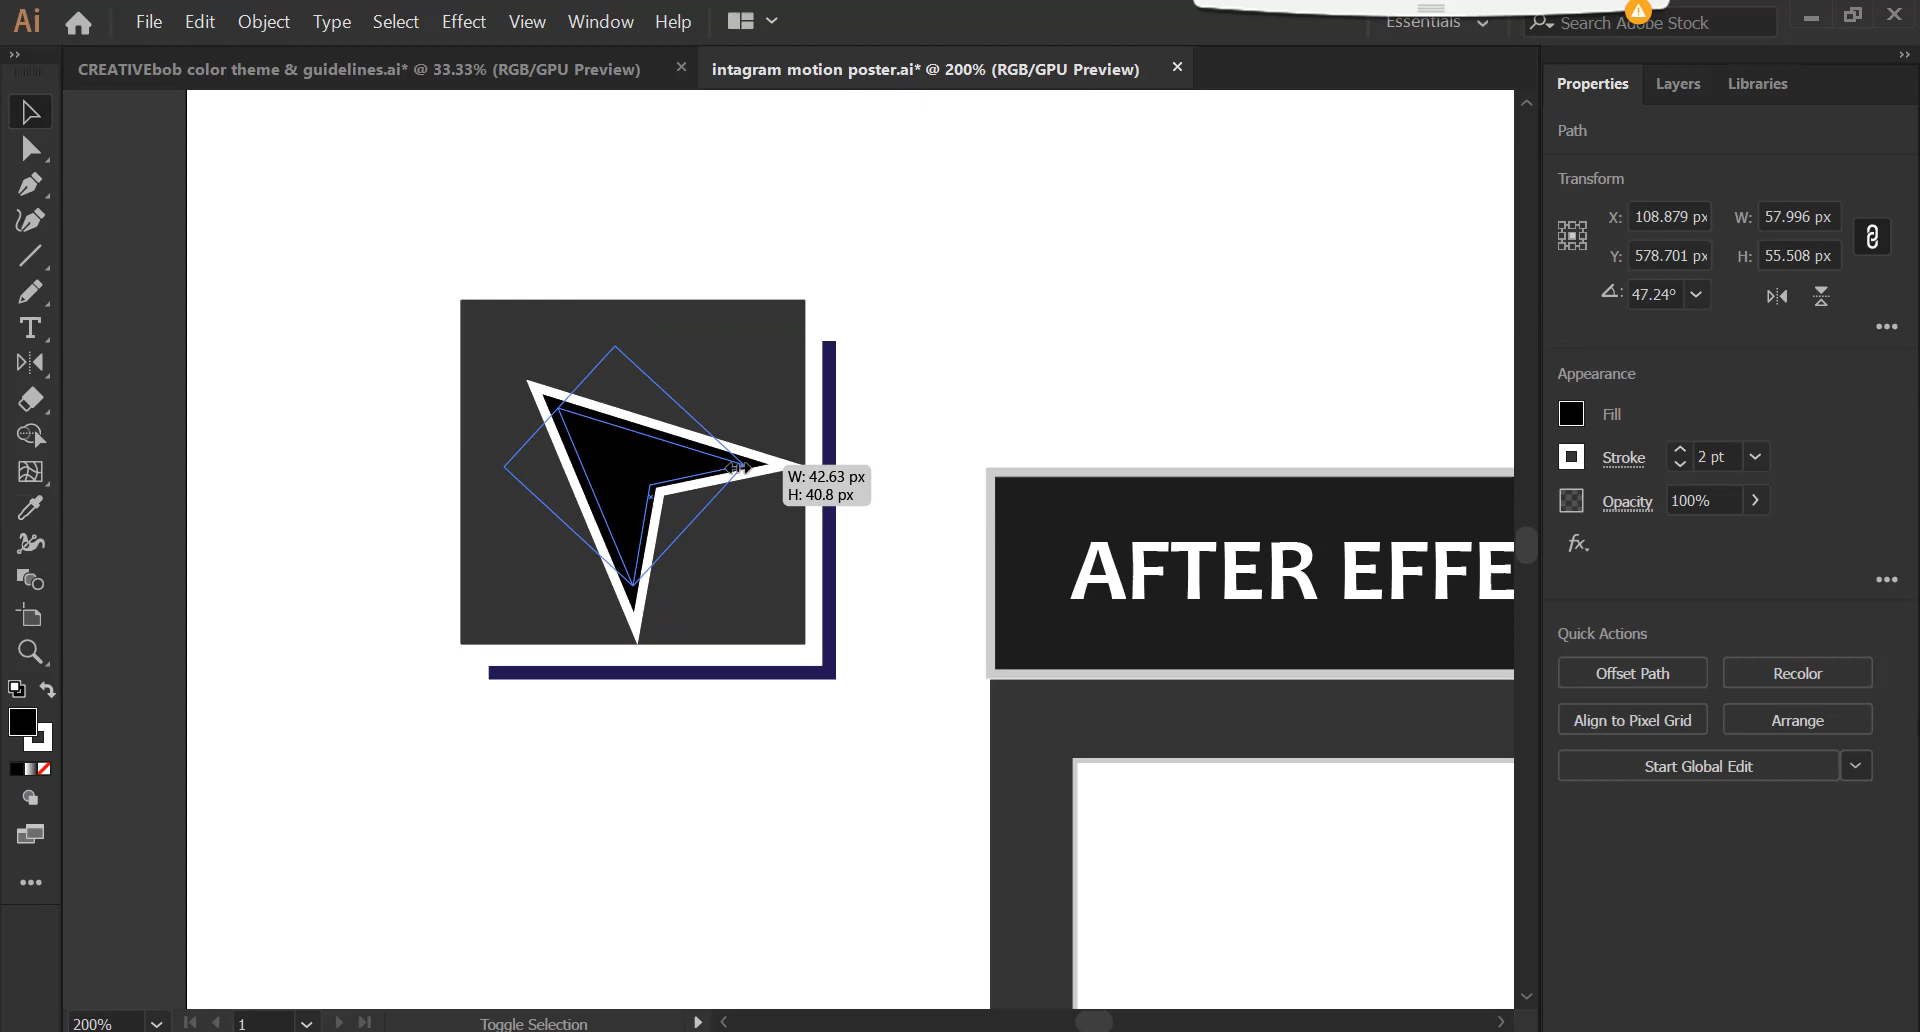 Ai File Edit Object Type Select Effect View Window Help Essentials Search Adobe Stock
CREATIVEbob color theme & guidelines.ai* @ 33.33% (RGB/GPU Preview) intagram motion poster.ai* @ 200% (RGB/GPU Preview)
Properties Layers Libraries
Path
Transform
X: 108.879 px W: 57.996 px
Y: 578.701 px H: 55.508 px
47.24°
Appearance
Fill
Stroke 2 pt
Opacity 100%
fx.
W: 42.63 px
H: 40.8 px
AFTER EFFE
Quick Actions
Offset Path Recolor
Align to Pixel Grid Arrange
Start Global Edit
200% 1 Toggle Selection